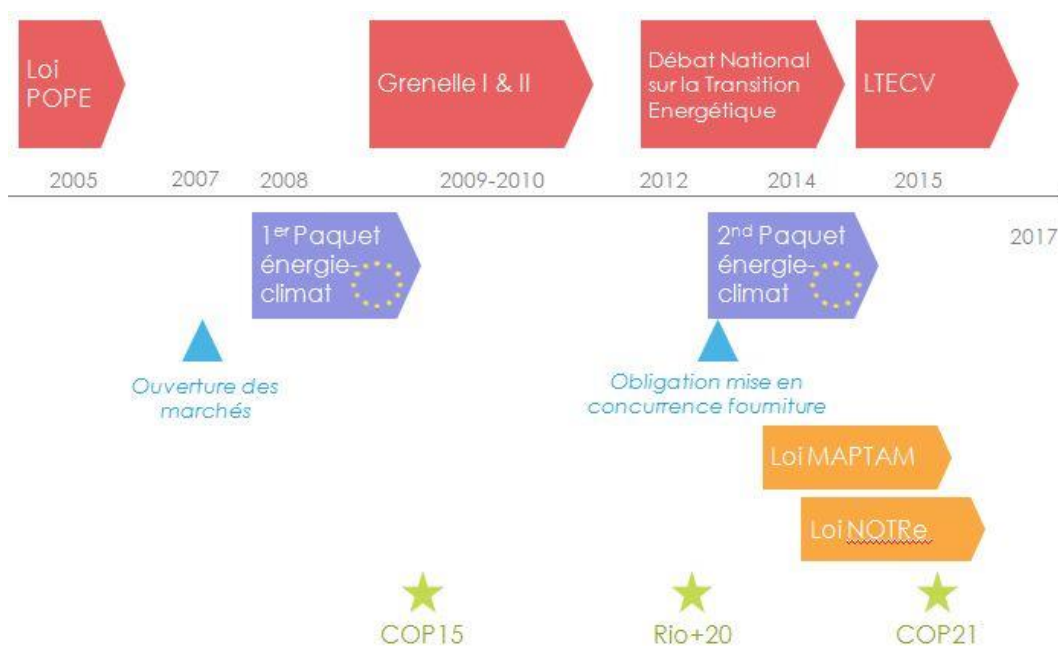 Loi
POPE
Grenelle I & II
Débat National
sur la Transition
Energétique
LTECV
2005
2007
2008
2009-2010
2012
2014
2015
2017
1er Paquet
énergie-
climat
2nd Paquet
énergie-
climat
Ouverture des
marchés
Obligation mise en
concurrence fourniture
Loi MAPTAM
Loi NOTRe
COP15
Rio+20
COP21